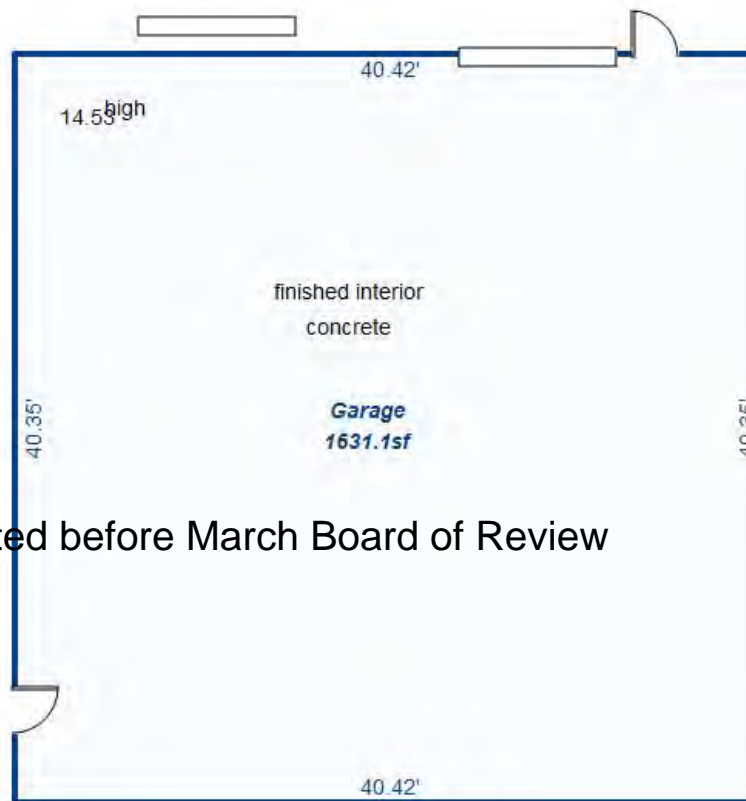 40.42'
14.53 high
finished interior
concrete
Garage
1631.1sf
40.35'
before March Board of Review
40.42'